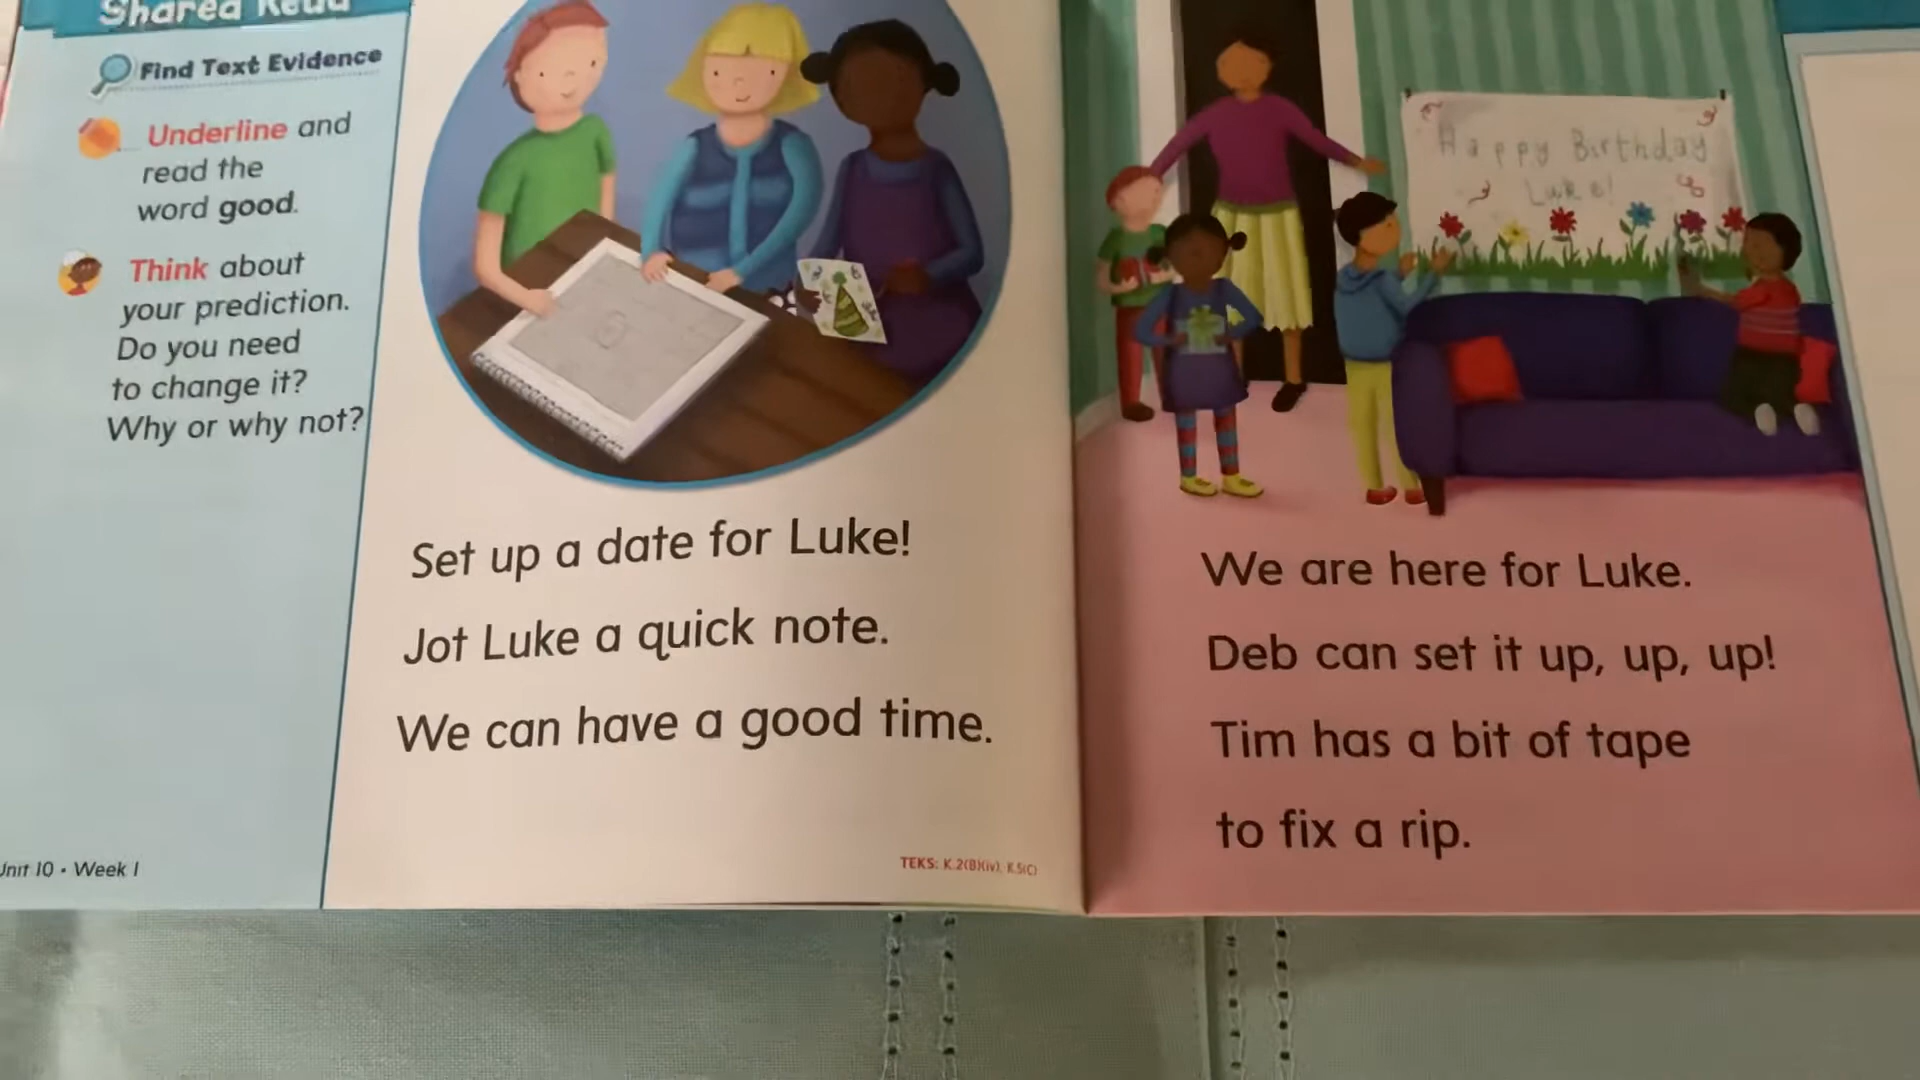 Shared Read
Find Text Evidence
Underline and
read the
word good.
Think about
your prediction.
Do you need
to change it?
Why or why not?
Unit 10 • Week 1
Set up a date for Luke!
Jot Luke a quick note.
We can have a good time.
TEKS: K.2(B)(iv), K.5(C)
Happy Birthday
Luke!
We are here for Luke.
Deb can set it up, up, up!
Tim has a bit of tape
to fix a rip.